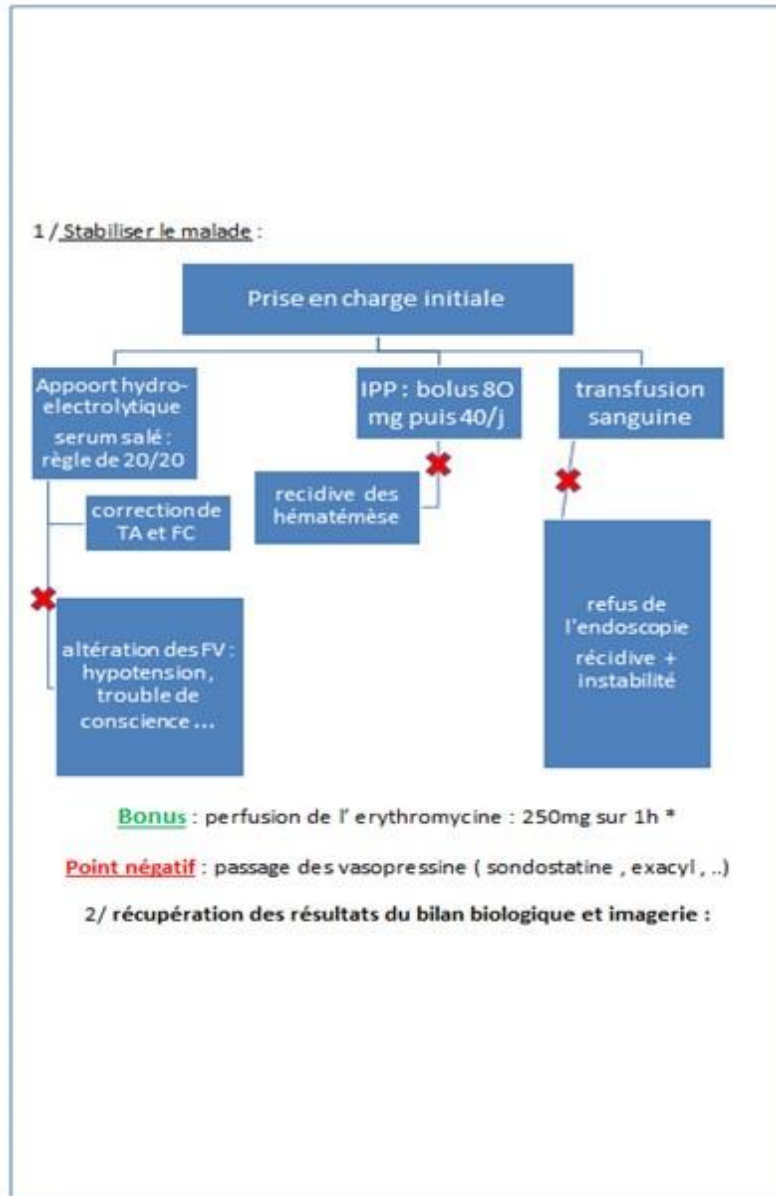 1 / Stabiliser le malade :
Prise en charge initiale
Appoort hydro-
electrolytique
serum salé :
règle de 20/20
correction de
TA et FC
altération des FV :
hypotension,
trouble de
conscience ...
IPP : bolus 8O
mg puis 40/j
recidive des
hématémèse
transfusion
sanguine
refus de
l'endoscopie
récidive +
instabilité
Bonus : perfusion de l' erythromycine : 250mg sur 1h *
Point négatif : passage des vasopressine ( sondostatine , exacyl , ..)
2/ récupération des résultats du bilan biologique et imagerie :